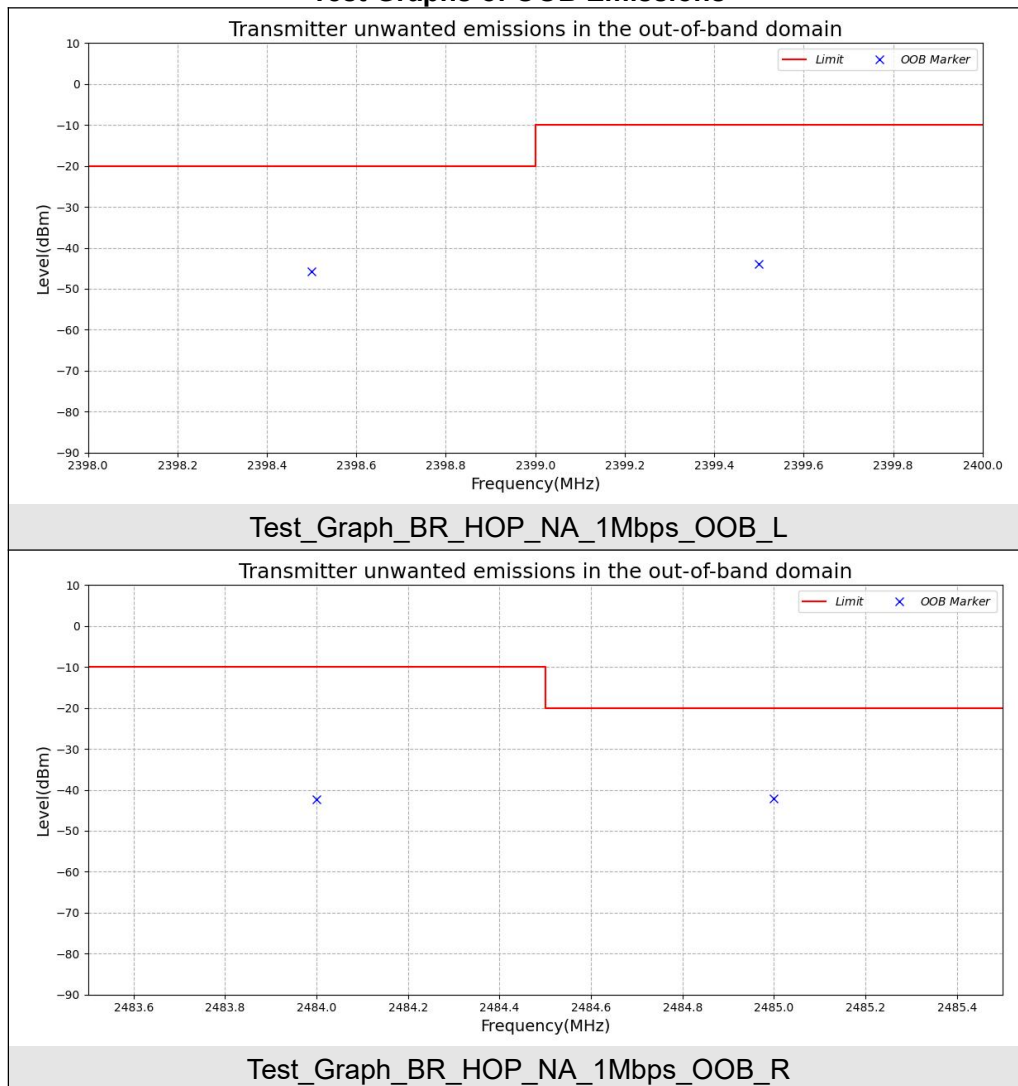 Test Graphs of OOB Emissions
Transmitter unwanted emissions in the out-of-band domain
Limit OOB Marker
10
0
−10
−20
−30
−40
−50
−60
−70
−80
−90
Level(dBm)
2398.0 2398.2 2398.4 2398.6 2398.8 2399.0 2399.2 2399.4 2399.6 2399.8 2400.0
Frequency(MHz)
Test_Graph_BR_HOP_NA_1Mbps_OOB_L
Transmitter unwanted emissions in the out-of-band domain
Limit OOB Marker
10
0
−10
−20
−30
−40
−50
−60
−70
−80
−90
Level(dBm)
2483.6 2483.8 2484.0 2484.2 2484.4 2484.6 2484.8 2485.0 2485.2 2485.4
Frequency(MHz)
Test_Graph_BR_HOP_NA_1Mbps_OOB_R